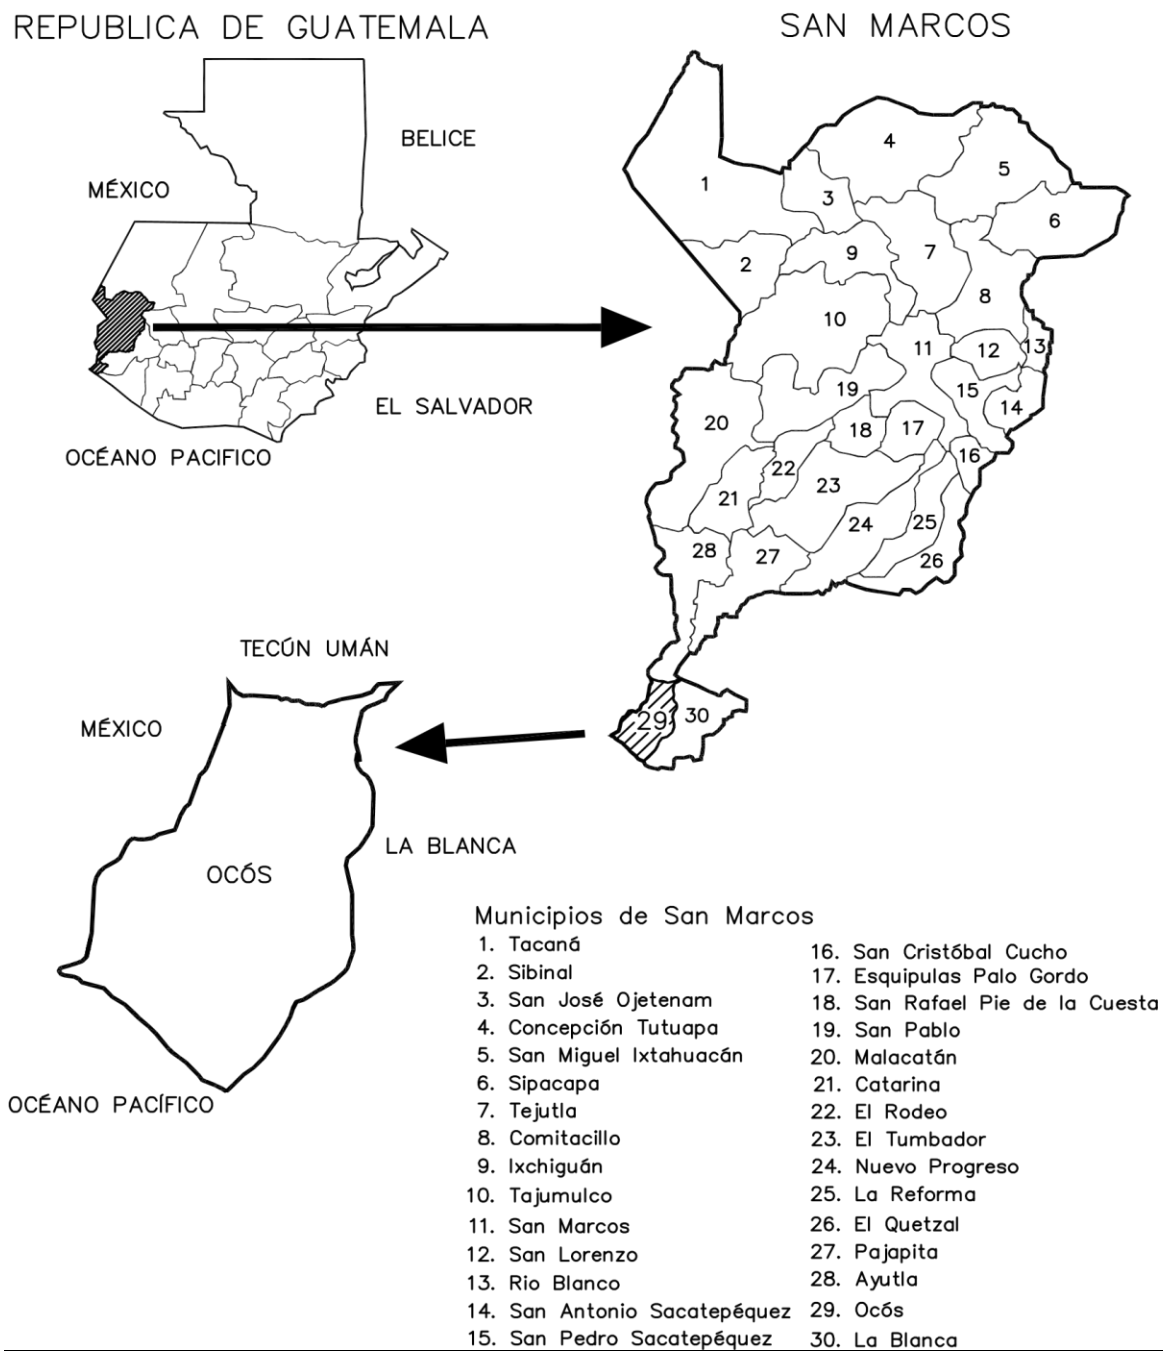 REPUBLICA DE GUATEMALA
SAN MARCOS
BELICE
MÉXICO
EL SALVADOR
OCÉANO PACIFICO
1
2
3
4
5
6
7
8
9
10
11
12
13
14
15
16
17
18
19
20
21
22
23
24
25
26
27
28
29
30
TECÚN UMÁN
MÉXICO
LA BLANCA
OCÓS
OCÉANO PACÍFICO
Municipios de San Marcos
1. Tacaná
2. Sibinal
3. San José Ojetenam
4. Concepción Tutuapa
5. San Miguel Ixtahuacán
6. Sipacapa
7. Tejutla
8. Comitacillo
9. Ixchiguán
10. Tajumulco
11. San Marcos
12. San Lorenzo
13. Rio Blanco
14. San Antonio Sacatepéquez
15. San Pedro Sacatepéquez
16. San Cristóbal Cucho
17. Esquipulas Palo Gordo
18. San Rafael Pie de la Cuesta
19. San Pablo
20. Malacatán
21. Catarina
22. El Rodeo
23. El Tumbador
24. Nuevo Progreso
25. La Reforma
26. El Quetzal
27. Pajapita
28. Ayutla
29. Ocós
30. La Blanca